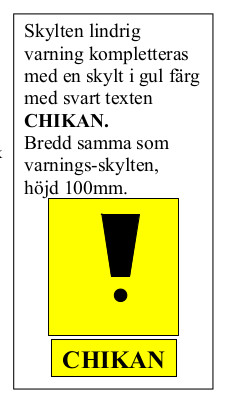 Skylten lindrig
varning kompletteras
med en skylt i gul färg
med svart texten
CHIKAN.
Bredd samma som
varnings-skylten,
höjd 100mm.
!
CHIKAN